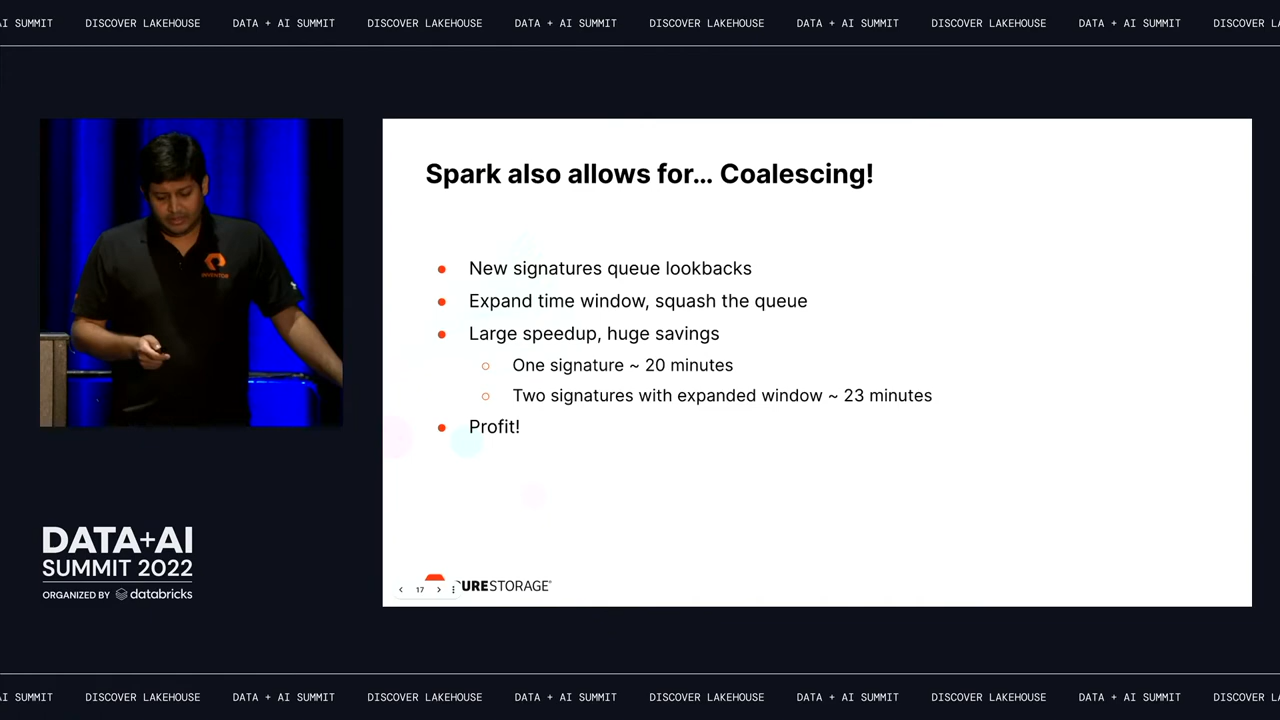 AI SUMMIT DISCOVER LAKEHOUSE DATA + AI SUMMIT DISCOVER LAKEHOUSE DATA + AI SUMMIT DISCOVER LAKEHOUSE DATA + AI SUMMIT DISCOVER LAKEHOUSE DATA + AI SUMMIT DISCOVER
INVENTOR
Spark also allows for... Coalescing!
New signatures queue lookbacks
Expand time window, squash the queue
Large speedup, huge savings
One signature ~ 20 minutes
Two signatures with expanded window ~ 23 minutes
Profit!
DATA+AI
SUMMIT 2022
ORGANIZED BY databricks
17
URESTORAGE®
AI SUMMIT DISCOVER LAKEHOUSE DATA + AI SUMMIT DISCOVER LAKEHOUSE DATA + AI SUMMIT DISCOVER LAKEHOUSE DATA + AI SUMMIT DISCOVER LAKEHOUSE DATA + AI SUMMIT DISCOVER